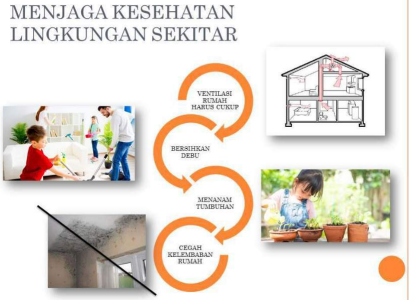 MENJAGA KESEHATAN
LINGKUNGAN SEKITAR
VENTILASI
RUMAH
HARUS CUKUP
BERSIHKAN
DEBU
MENANAM
TUMBUHAN
CEGAH
KELEMBABAN
RUMAH